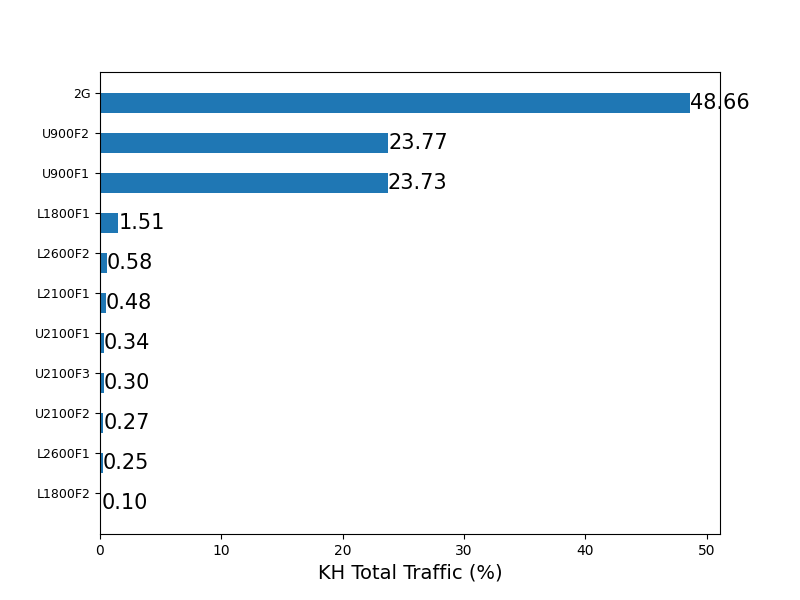 2G 48.66
U900F2 23.77
U900F1 23.73
L1800F1 1.51
L2600F2 0.58
L2100F1 0.48
U2100F1 0.34
U2100F3 0.30
U2100F2 0.27
L2600F1 0.25
L1800F2 0.10
0 10 20 30 40 50
KH Total Traffic (%)